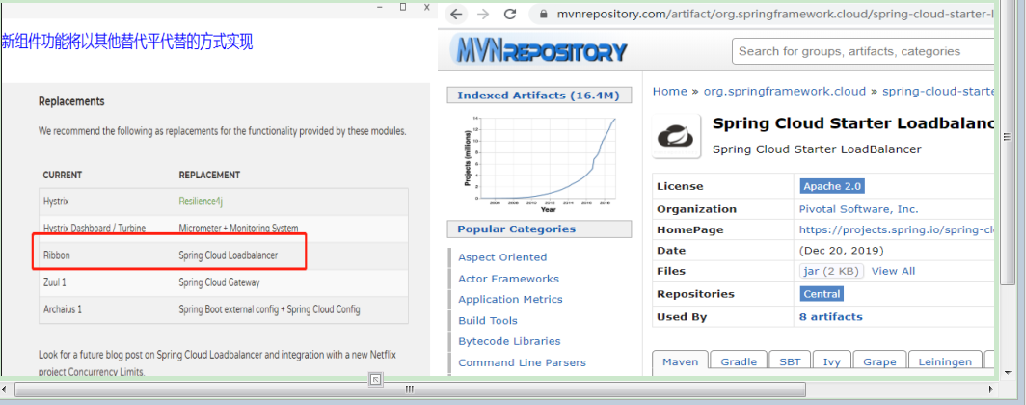 新组件功能将以其他替代平代替的方式实现
Replacements
We recommend the following as replacements for the functionality provided by these modules.
CURRENT REPLACEMENT
Hystrix Resilience4j
Hystrix Dashboard / Turbine Micrometer + Monitoring System
Ribbon Spring Cloud Loadbalancer
Zuul 1 Spring Cloud Gateway
Archaius 1 Spring Boot external config + Spring Cloud Config
Look for a future blog post on Spring Cloud Loadbalancer and integration with a new Netflix
project Concurrency Limits.
mvnrepository.com/artifact/org.springframework.cloud/spring-cloud-starter-l
MVNREPOSITORY
Search for groups, artifacts, categories
Indexed Artifacts (16.4M)
Projects (millions)
Year
Popular Categories
Aspect Oriented
Actor Frameworks
Application Metrics
Build Tools
Bytecode Libraries
Command Line Parsers
Home » org.springframework.cloud » spring-cloud-starte
Spring Cloud Starter Loadbalanc
Spring Cloud Starter LoadBalancer
License Apache 2.0
Organization Pivotal Software, Inc.
HomePage https://projects.spring.io/spring-cl
Date (Dec 20, 2019)
Files jar (2 KB) View All
Repositories Central
Used By 8 artifacts
Maven Gradle SBT Ivy Grape Leiningen